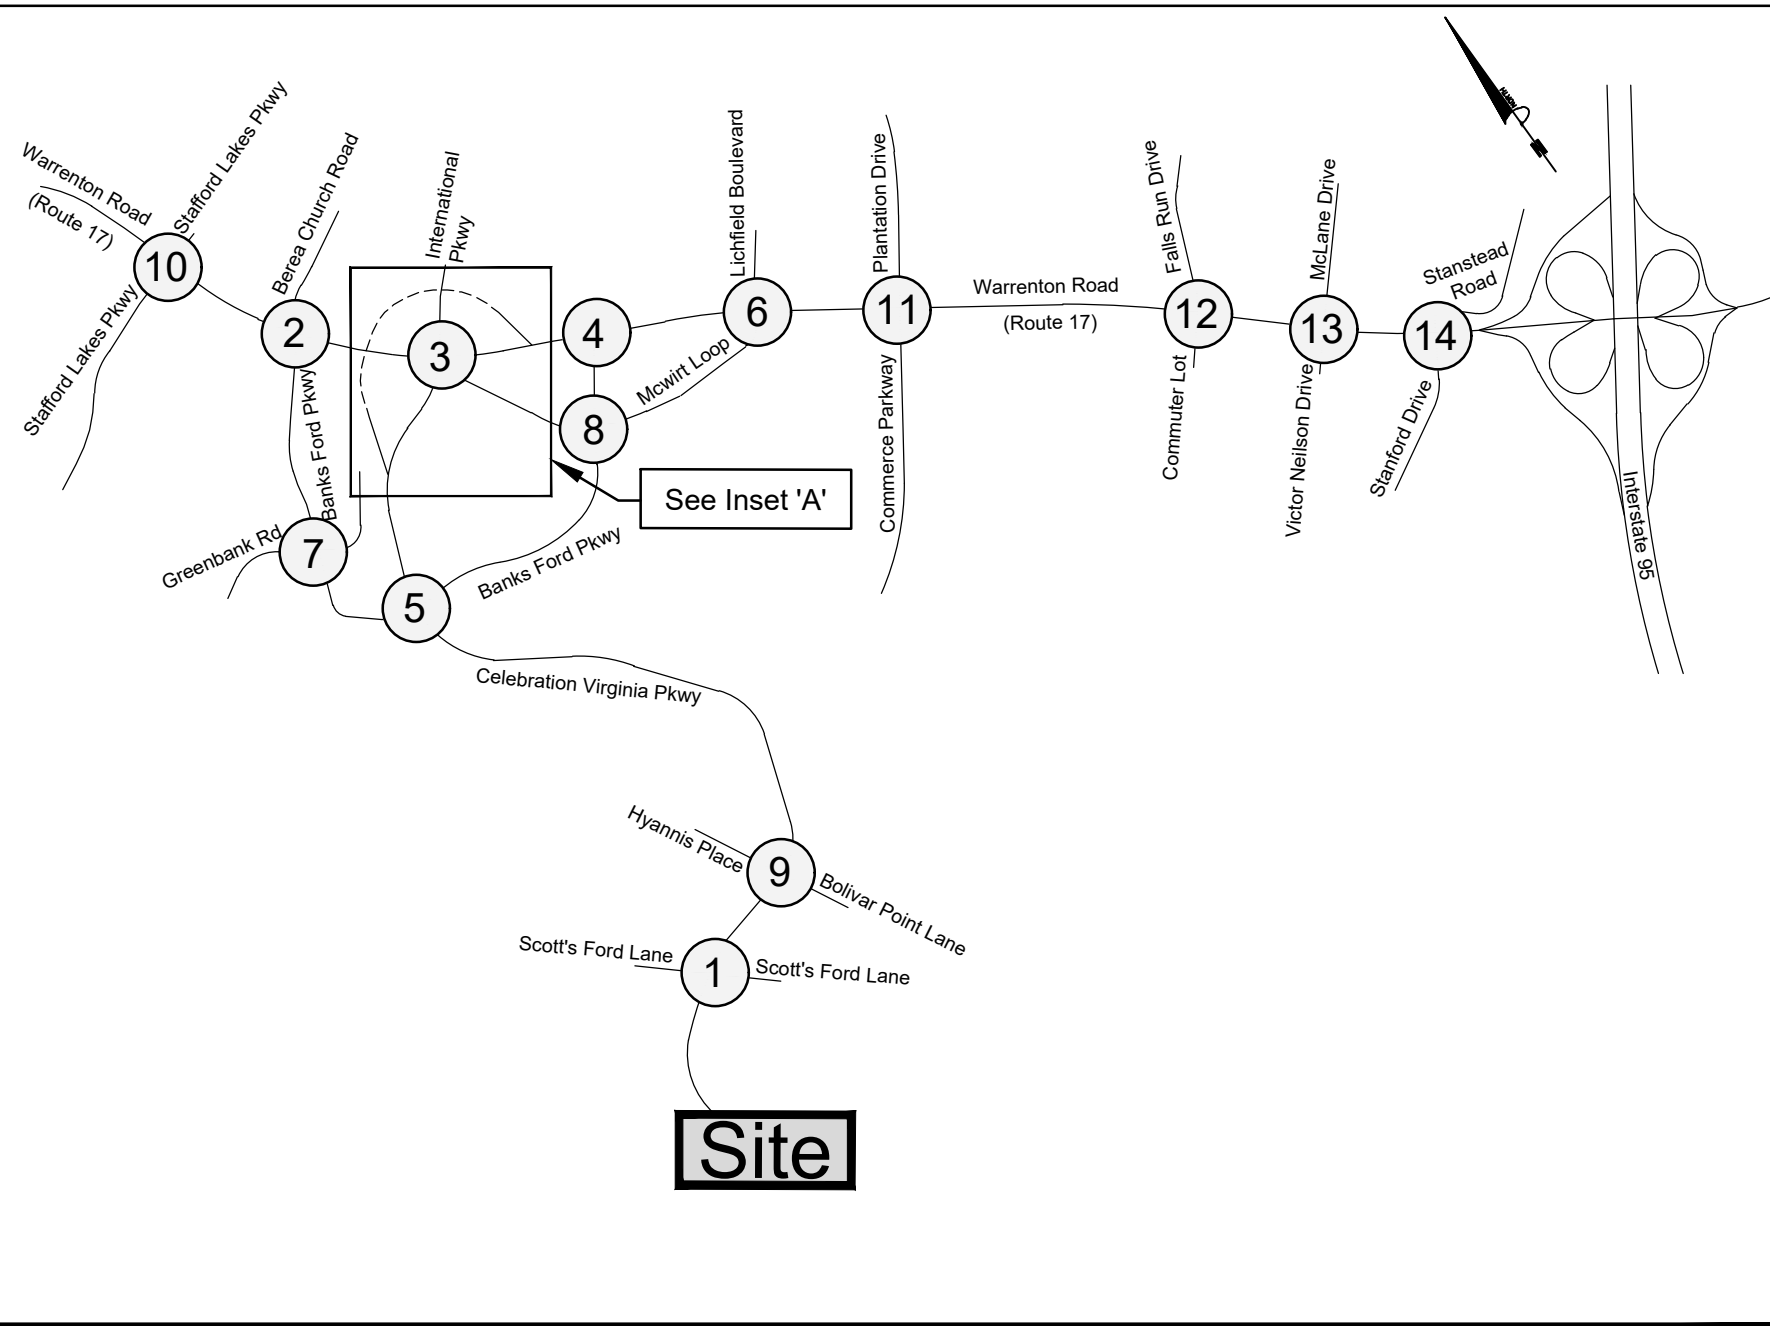 NORTH
Warrenton Road
(Route 17)
Stafford Lakes Pkwy
Stafford Lakes Pkwy
10
Berea Church Road
2
Banks Ford Pkwy
International
Pkwy
3
4
Lichfield Boulevard
6
Mcwirt Loop
8
Plantation Drive
11
Commerce Parkway
Warrenton Road
(Route 17)
Falls Run Drive
12
Commuter Lot
McLane Drive
13
Victor Neilson Drive
Stanstead
Road
14
Stanford Drive
Interstate 95
See Inset 'A'
Greenbank Rd
7
5
Banks Ford Pkwy
Celebration Virginia Pkwy
Hyannis Place
9
Bolivar Point Lane
Scott's Ford Lane
1
Scott's Ford Lane
Site